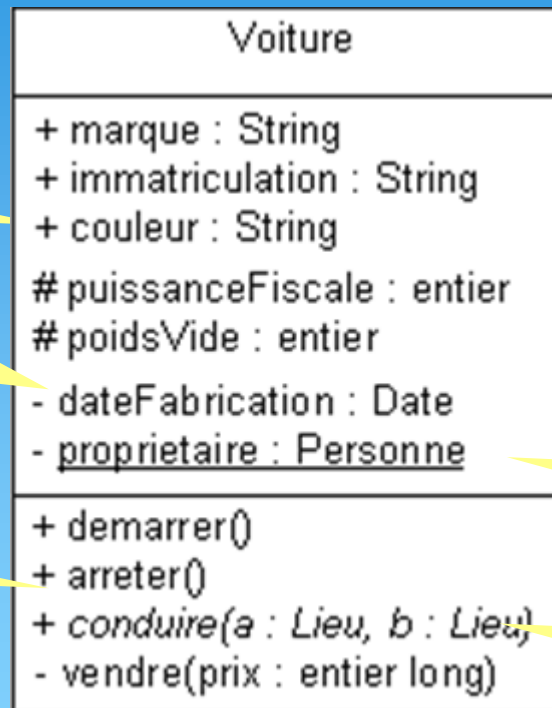 Voiture
+ marque : String
+ immatriculation : String
+ couleur : String
# puissanceFiscale : entier
# poidsVide : entier
- dateFabrication : Date
- proprietaire : Personne
+ demarrer()
+ arreter()
+ conduire(a : Lieu, b : Lieu)
- vendre(prix : entier long)